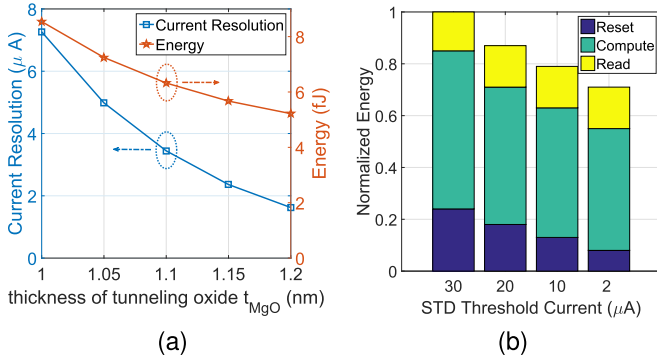 8
6
4
2
0
Current Resolution (μ A)
Current Resolution
Energy
8
6
4
2
0
Energy (fJ)
1 1.05 1.1 1.15 1.2
thickness of tunneling oxide tMgO (nm)
(a)
1
0.8
0.6
0.4
0.2
0
Normalized Energy
Reset
Compute
Read
30 20 10 2
STD Threshold Current (μA)
(b)